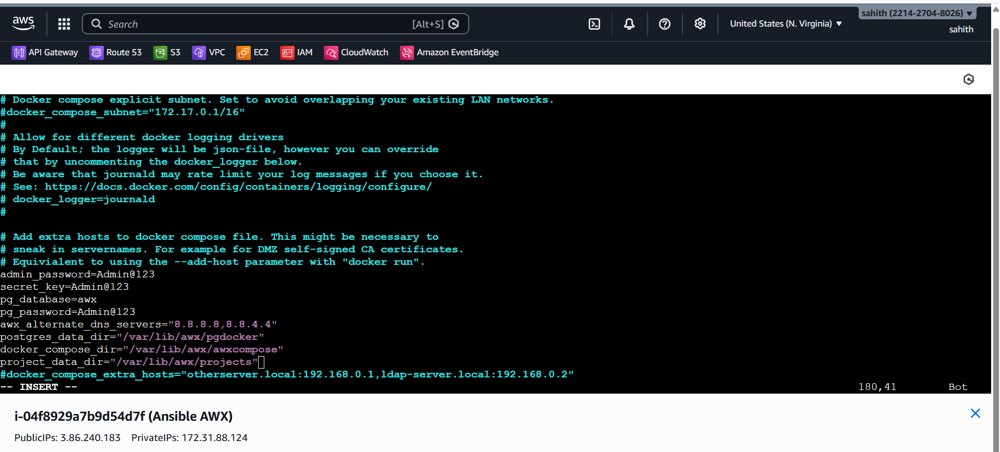 sahith (2214-2704-8026)
aws
Search [Alt+S]
United States (N. Virginia)
sahith
API Gateway Route 53 S3 VPC EC2 IAM CloudWatch Amazon EventBridge
# Docker compose explicit subnet. Set to avoid overlapping your existing LAN networks.
#docker_compose_subnet="172.17.0.1/16"
#
# Allow for different docker logging drivers
# By Default; the logger will be json-file, however you can override
# that by uncommenting the docker_logger below.
# Be aware that journald may rate limit your log messages if you choose it.
# See: https://docs.docker.com/config/containers/logging/configure/
# docker_logger=journald
#
# Add extra hosts to docker compose file. This might be necessary to
# sneak in servernames. For example for DMZ self-signed CA certificates.
# Equivialent to using the --add-host parameter with "docker run".
admin_password=Admin@123
secret_key=Admin@123
pg_database=awx
pg_password=Admin@123
awx_alternate_dns_servers="8.8.8.8,8.8.4.4"
postgres_data_dir="/var/lib/awx/pgdocker"
docker_compose_dir="/var/lib/awx/awxcompose"
project_data_dir="/var/lib/awx/projects"
#docker_compose_extra_hosts="otherserver.local:192.168.0.1,ldap-server.local:192.168.0.2"
-- INSERT -- 180,41 Bot
i-04f8929a7b9d54d7f (Ansible AWX)
PublicIPs: 3.86.240.183 PrivateIPs: 172.31.88.124